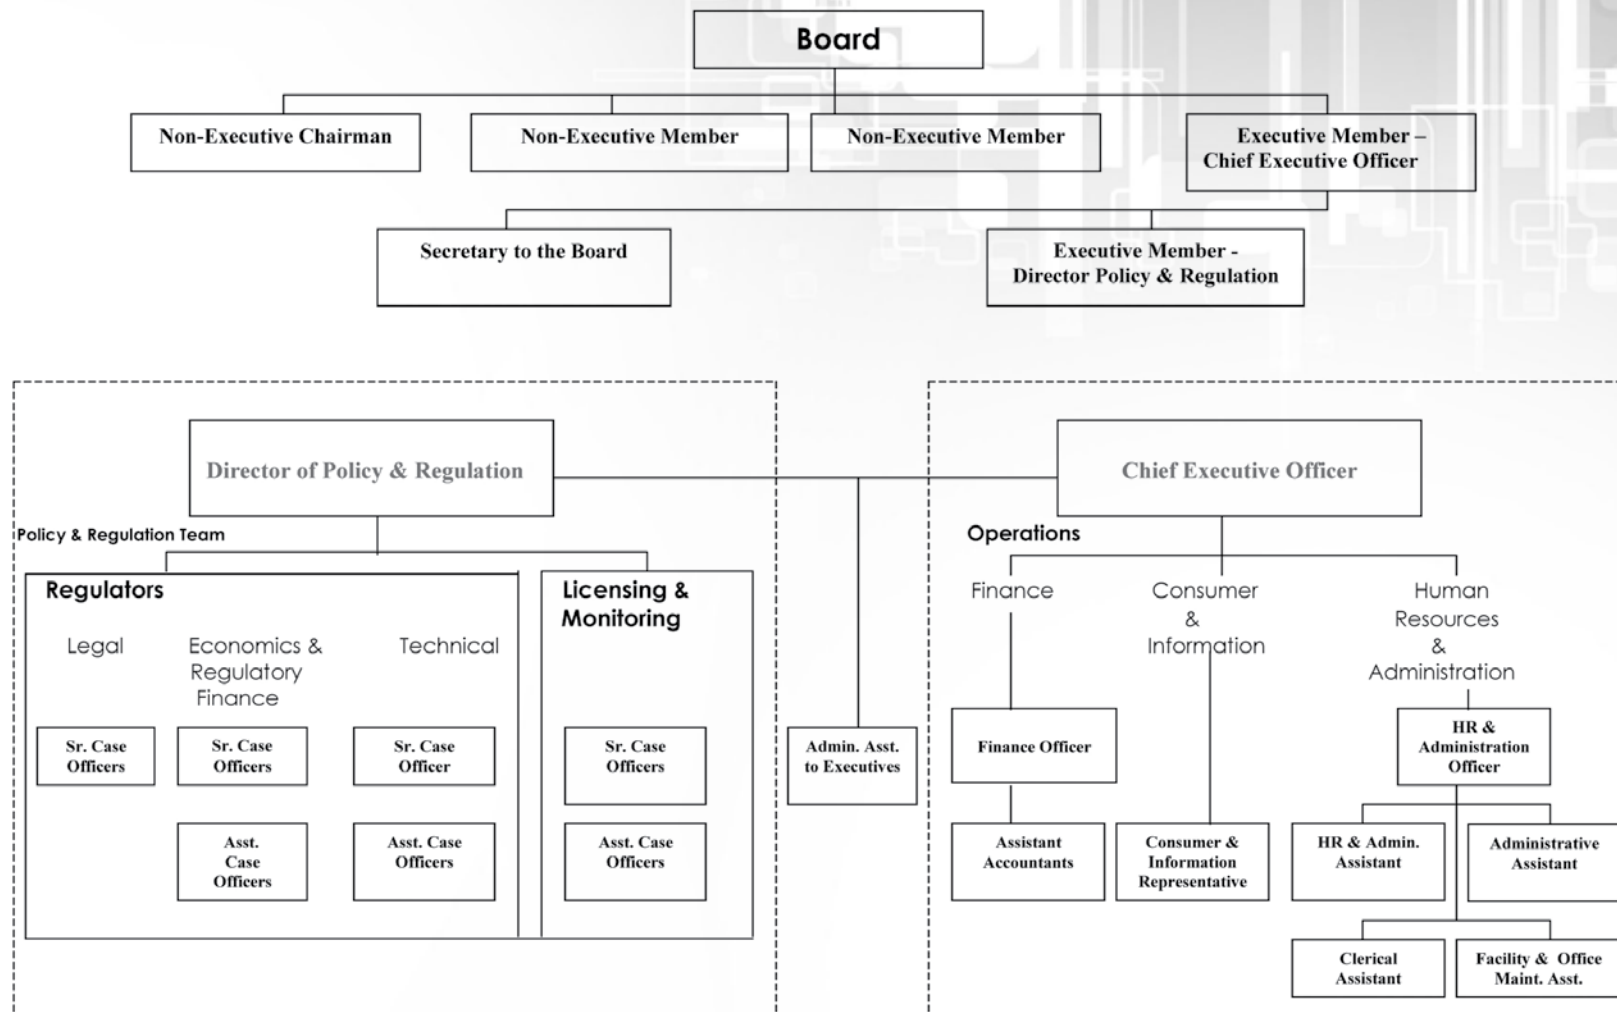 Board
Non-Executive Chairman
Non-Executive Member
Non-Executive Member
Executive Member –
Chief Executive Officer
Secretary to the Board
Executive Member -
Director Policy & Regulation
Director of Policy & Regulation
Policy & Regulation Team
Regulators
Legal
Economics &
Regulatory
Finance
Technical
Sr. Case
Officers
Sr. Case
Officers
Sr. Case
Officer
Asst.
Case
Officers
Asst. Case
Officers
Licensing &
Monitoring
Sr. Case
Officers
Asst. Case
Officers
Admin. Asst.
to Executives
Chief Executive Officer
Operations
Finance
Finance Officer
Assistant
Accountants
Consumer
&
Information
Consumer &
Information
Representative
Human
Resources
&
Administration
HR &
Administration
Officer
HR & Admin.
Assistant
Administrative
Assistant
Clerical
Assistant
Facility & Office
Maint. Asst.